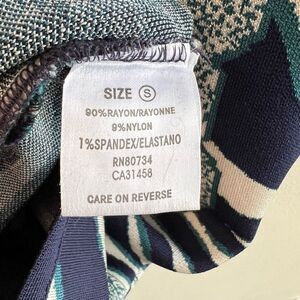 SIZE S
90%RAYON/RAYONNE
9%NYLON
1%SPANDEX/ELASTANO
RN80734
CA31458
CARE ON REVERSE